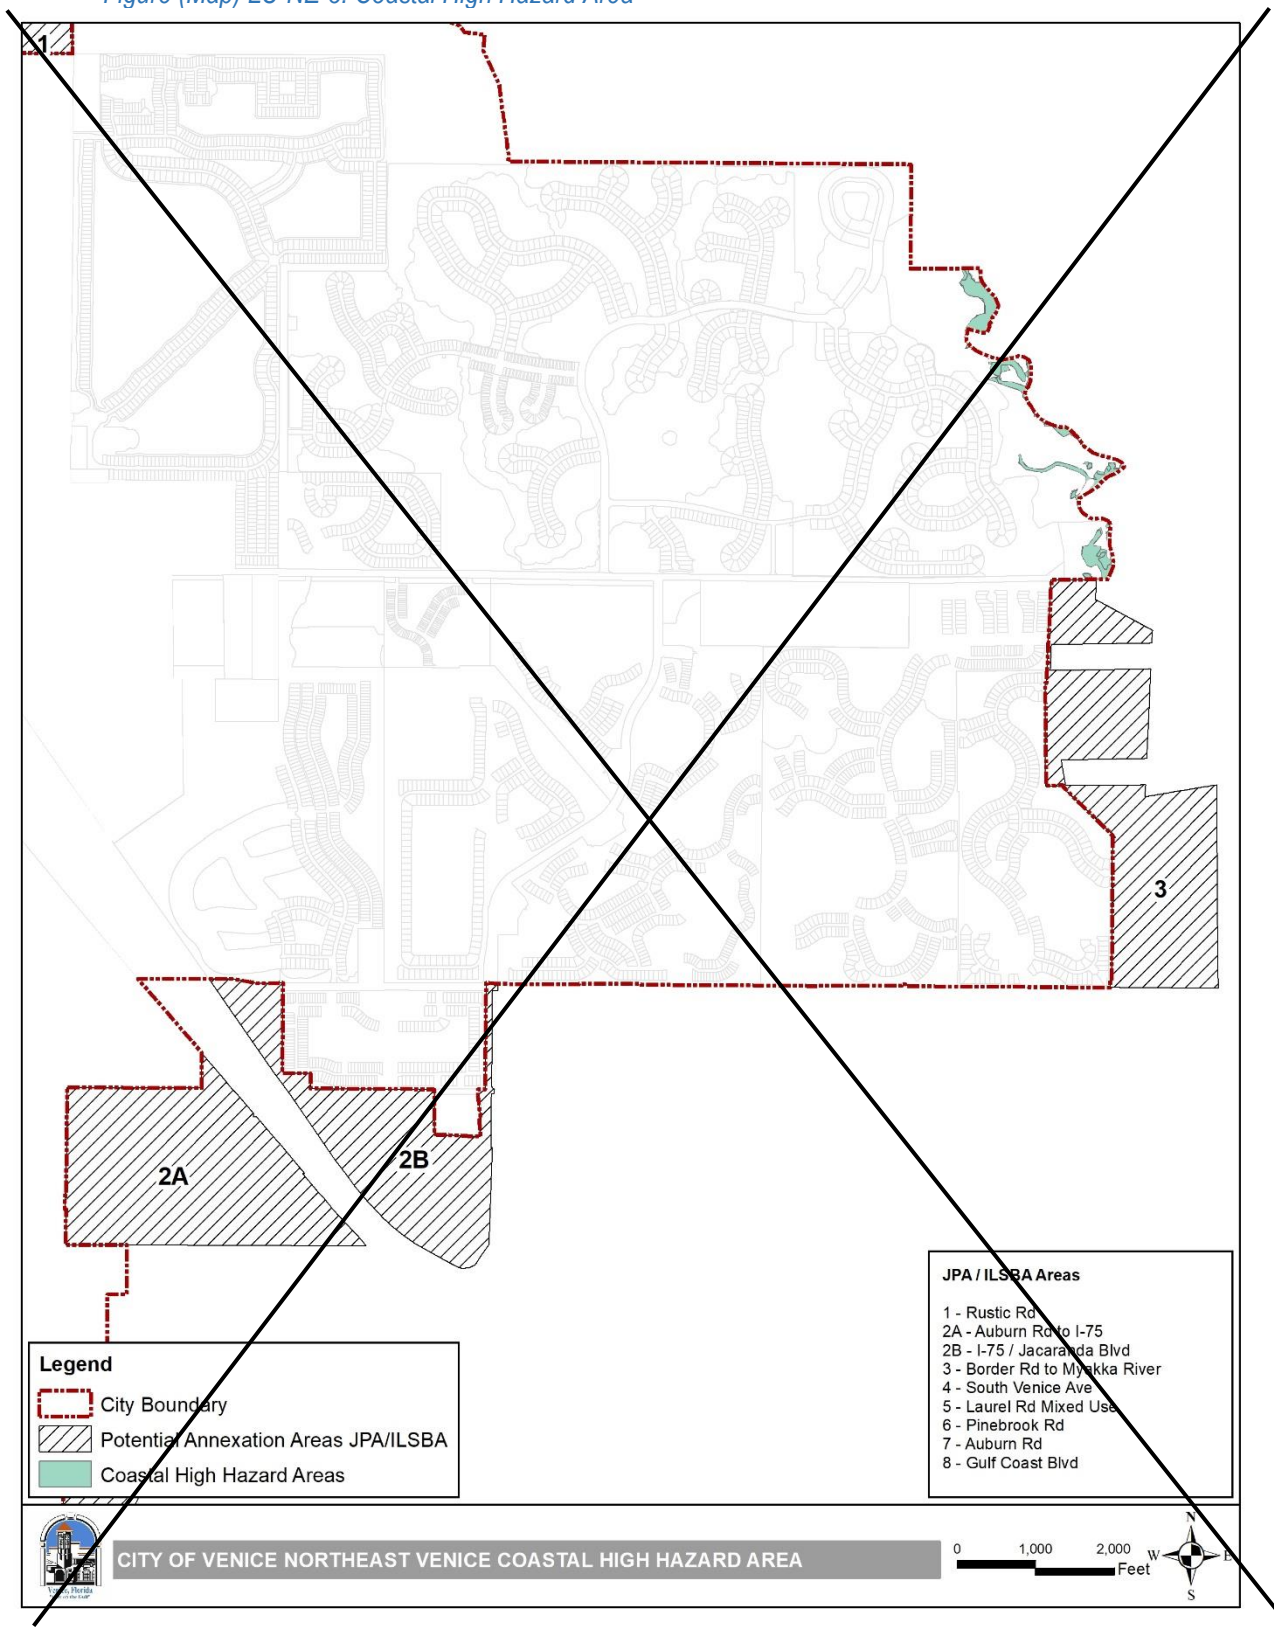 1
3
2A
2B
JPA / ILSBA Areas
1 - Rustic Rd
2A - Auburn Rd to I-75
2B - I-75 / Jacaranda Blvd
3 - Border Rd to Myakka River
4 - South Venice Ave
5 - Laurel Rd Mixed Use
6 - Pinebrook Rd
7 - Auburn Rd
8 - Gulf Coast Blvd
Legend
City Boundary
Potential Annexation Areas JPA/ILSBA
Coastal High Hazard Areas
Venice, Florida
CITY OF VENICE NORTHEAST VENICE COASTAL HIGH HAZARD AREA
0 1,000 2,000
Feet
N
W E
S